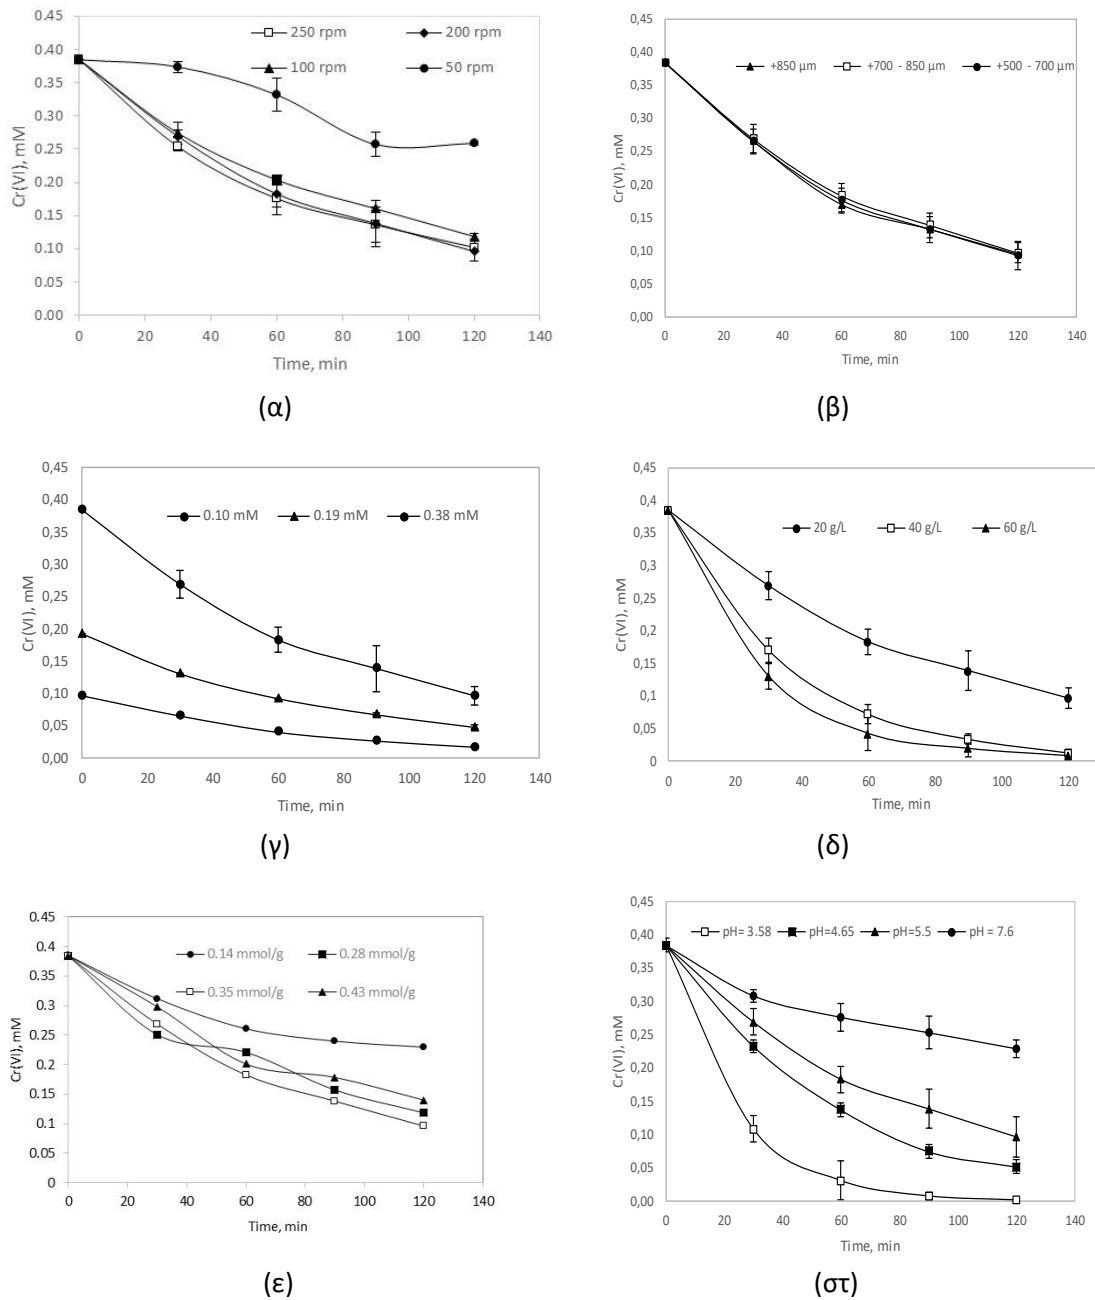 250 rpm 200 rpm
100 rpm 50 rpm
Cr(VI), mM
0.45
0.40
0.35
0.30
0.25
0.20
0.15
0.10
0.05
0.00
0 20 40 60 80 100 120 140
Time, min
(α)
+850 μm +700 - 850 μm +500 - 700 μm
Cr(VI), mM
0,45
0,40
0,35
0,30
0,25
0,20
0,15
0,10
0,05
0,00
0 20 40 60 80 100 120 140
Time, min
(β)
0.10 mM 0.19 mM 0.38 mM
Cr(VI), mM
0,45
0,40
0,35
0,30
0,25
0,20
0,15
0,10
0,05
0,00
0 20 40 60 80 100 120 140
Time, min
(γ)
20 g/L 40 g/L 60 g/L
Cr(VI), mM
0,45
0,4
0,35
0,3
0,25
0,2
0,15
0,1
0,05
0
0 20 40 60 80 100 120
Time, min
(δ)
0.14 mmol/g 0.28 mmol/g
0.35 mmol/g 0.43 mmol/g
Cr(VI), mM
0.45
0.4
0.35
0.3
0.25
0.2
0.15
0.1
0.05
0
0 20 40 60 80 100 120 140
Time, min
(ε)
pH= 3.58 pH=4.65 pH=5.5 pH = 7.6
Cr(VI), mM
0,45
0,40
0,35
0,30
0,25
0,20
0,15
0,10
0,05
0,00
0 20 40 60 80 100 120 140
Time, min
(στ)